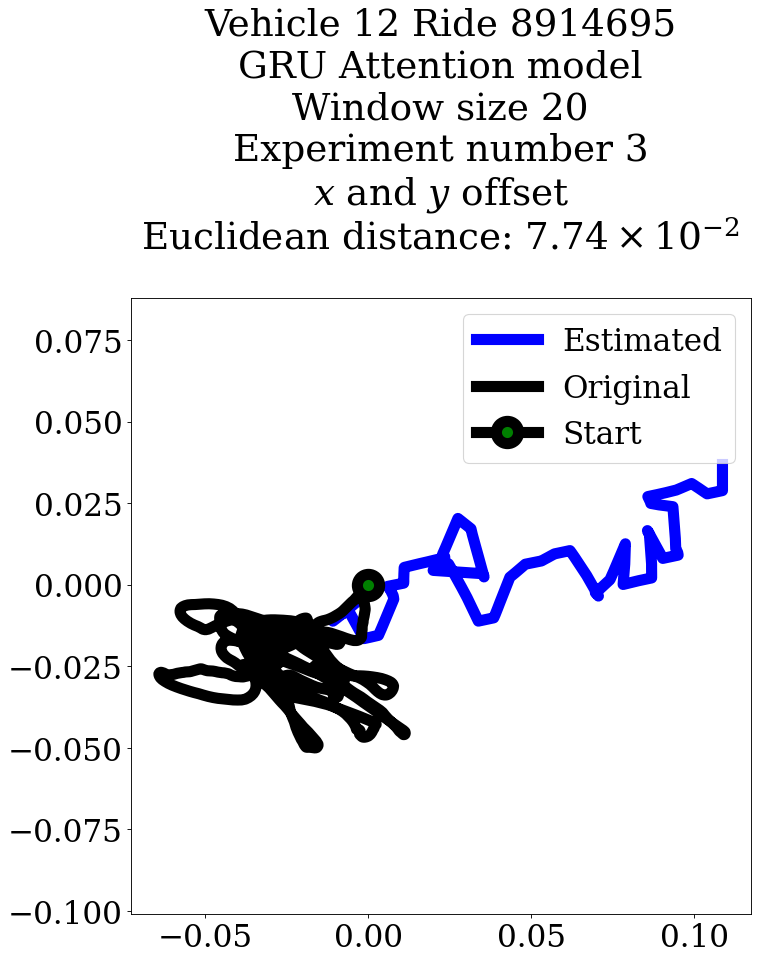 Vehicle 12 Ride 8914695
GRU Attention model
Window size 20
Experiment number 3
x and y offset
Euclidean distance: 7.74 × 10⁻²
Estimated
Original
Start
0.075
0.050
0.025
0.000
−0.025
−0.050
−0.075
−0.100
−0.05 0.00 0.05 0.10